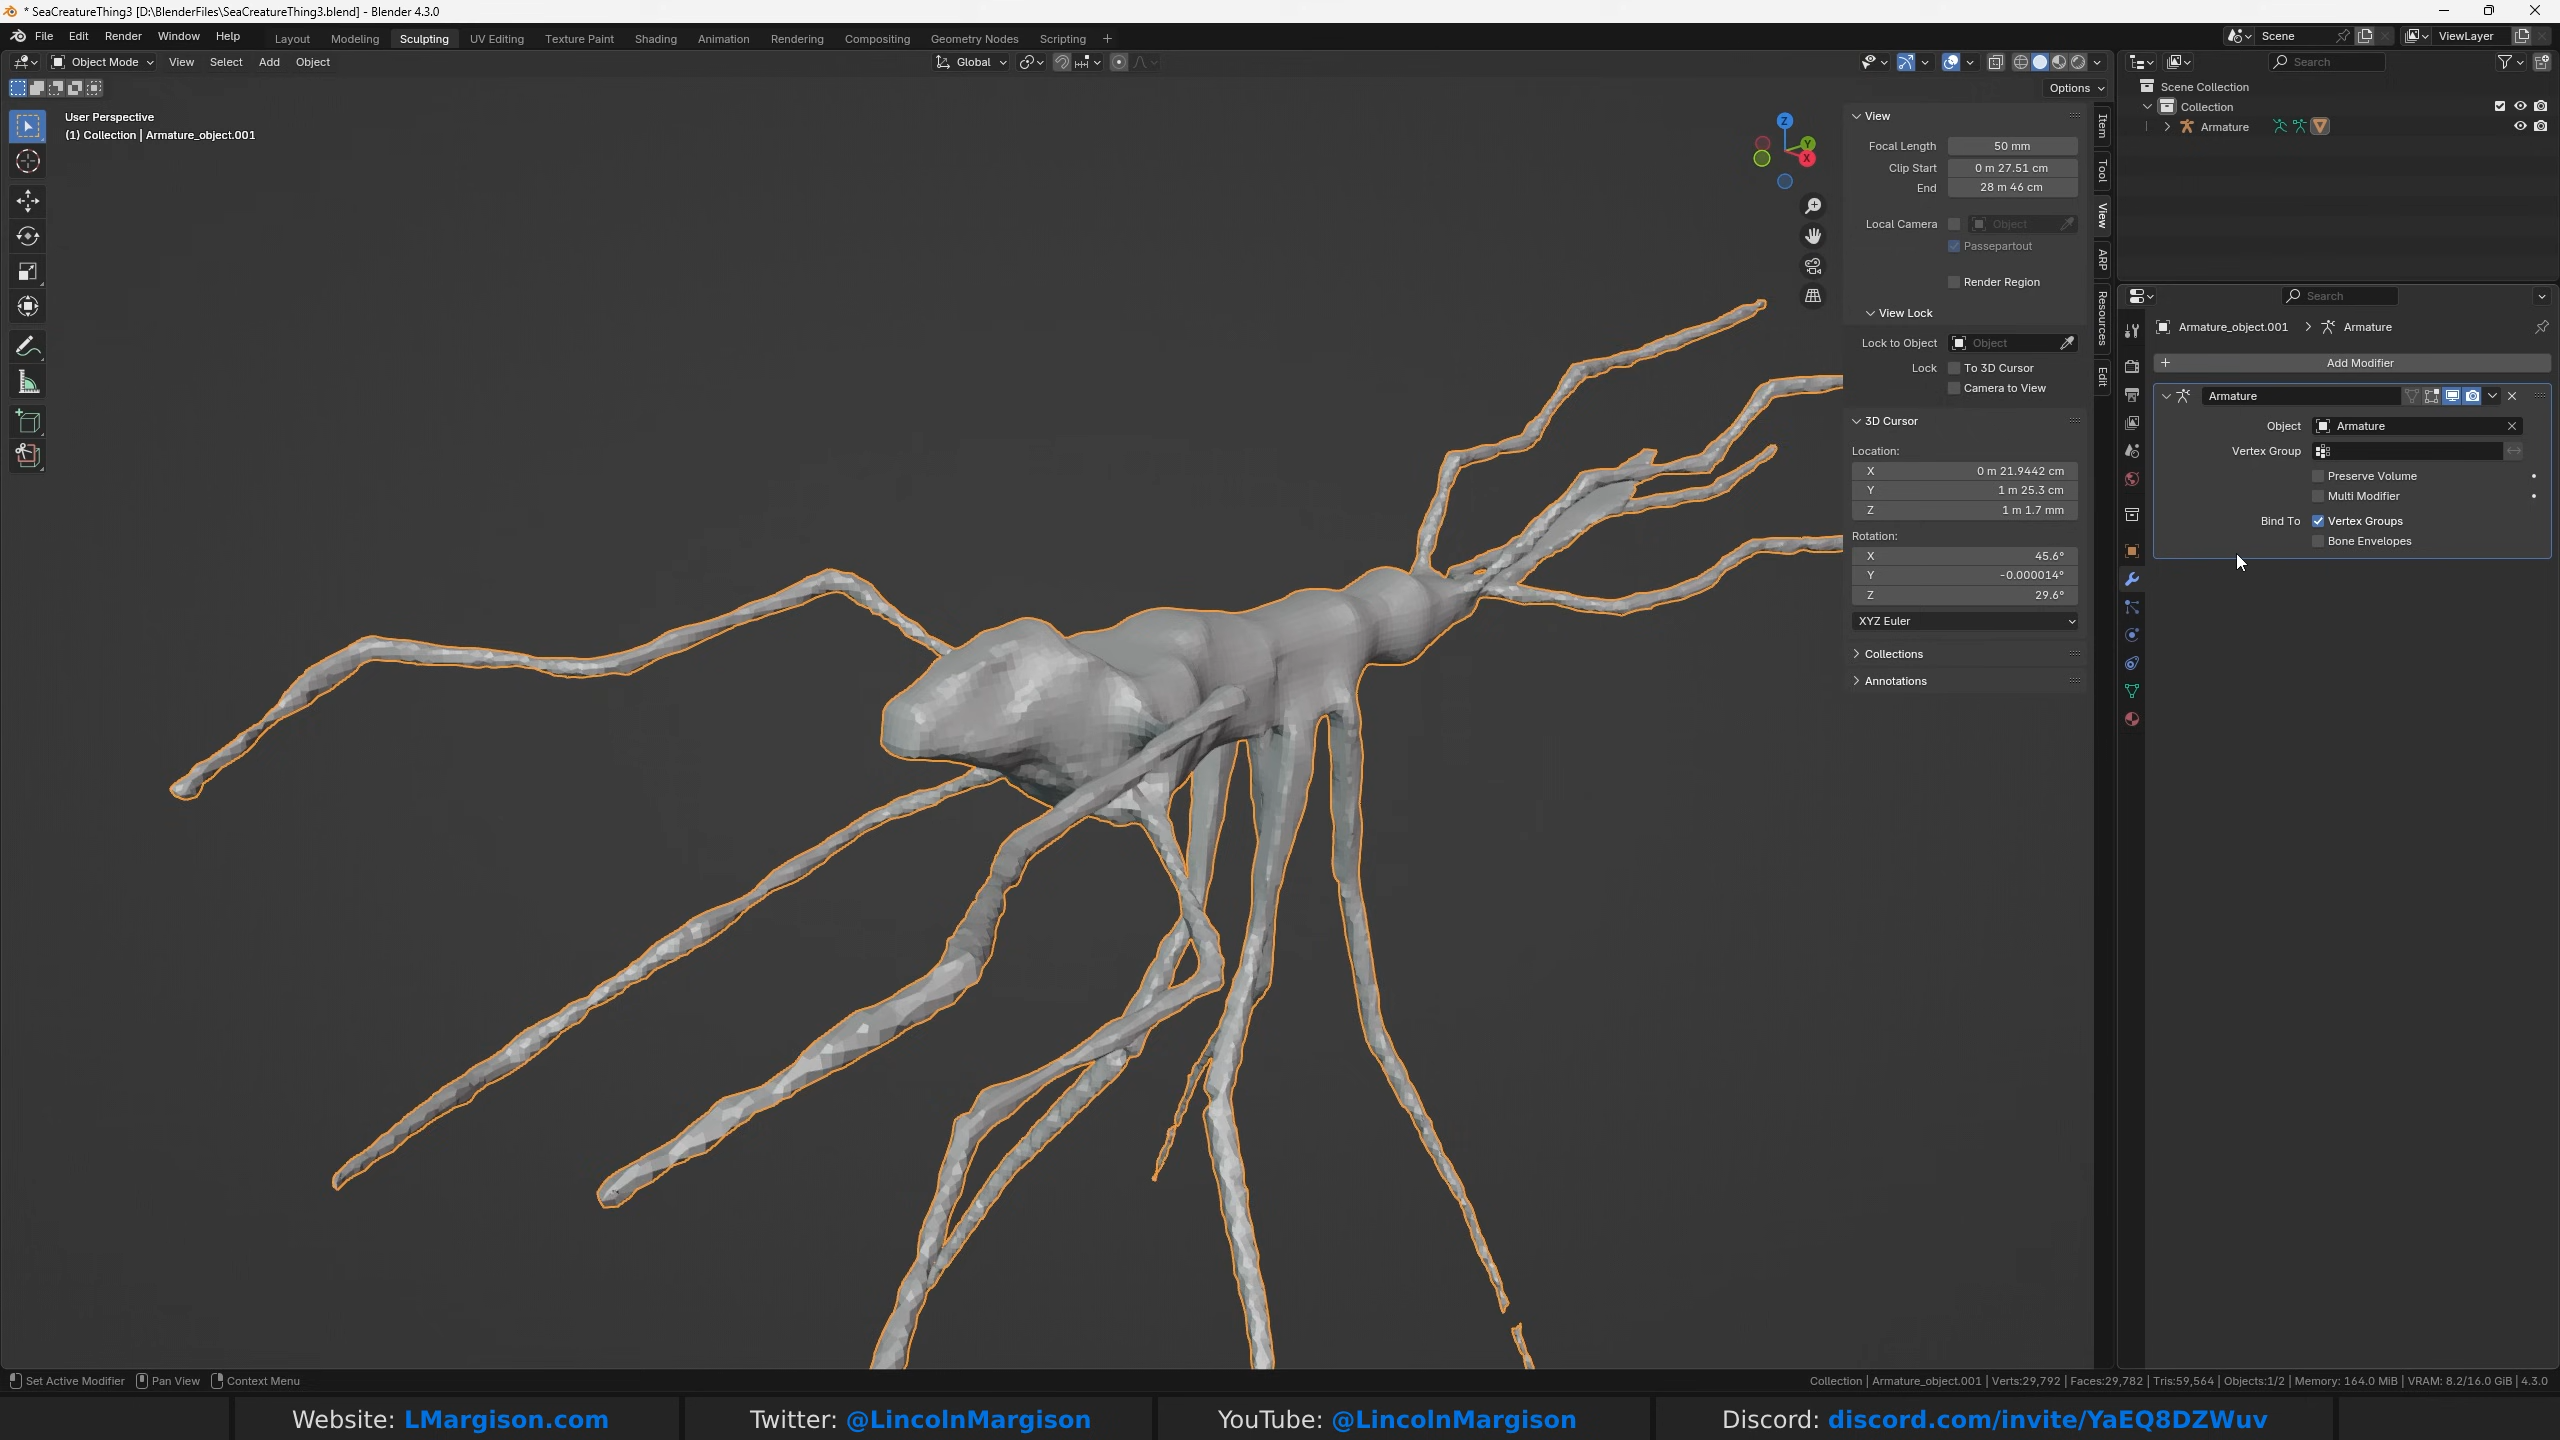 * SeaCreatureThing3 [D:\BlenderFiles\SeaCreatureThing3.blend] - Blender 4.3.0
File Edit Render Window Help Layout Modeling Sculpting UV Editing Texture Paint Shading Animation Rendering Compositing Geometry Nodes Scripting + Scene ViewLayer
Object Mode View Select Add Object Global Search
Options
User Perspective
(1) Collection | Armature_object.001
Z
Y
X
View
Focal Length 50 mm
Clip Start 0 m 27.51 cm
End 28 m 46 cm
Local Camera Object
Passepartout
Render Region
View Lock
Lock to Object Object
Lock To 3D Cursor
Camera to View
3D Cursor
Location:
X 0 m 21.9442 cm
Y 1 m 25.3 cm
Z 1 m 1.7 mm
Rotation:
X 45.6°
Y -0.000014°
Z 29.6°
XYZ Euler
Collections
Annotations
Item
Tool
View
ARP
Resources
Edit
Scene Collection
Collection
Armature
Search
Armature_object.001 > Armature
+ Add Modifier
Armature
Object Armature
Vertex Group
Preserve Volume
Multi Modifier
Bind To Vertex Groups
Bone Envelopes
Set Active Modifier Pan View Context Menu
Collection | Armature_object.001 | Verts:29,792 | Faces:29,782 | Tris:59,564 | Objects:1/2 | Memory: 164.0 MiB | VRAM: 8.2/16.0 GiB | 4.3.0
Website: LMargison.com Twitter: @LincolnMargison YouTube: @LincolnMargison Discord: discord.com/invite/YaEQ8DZWuv